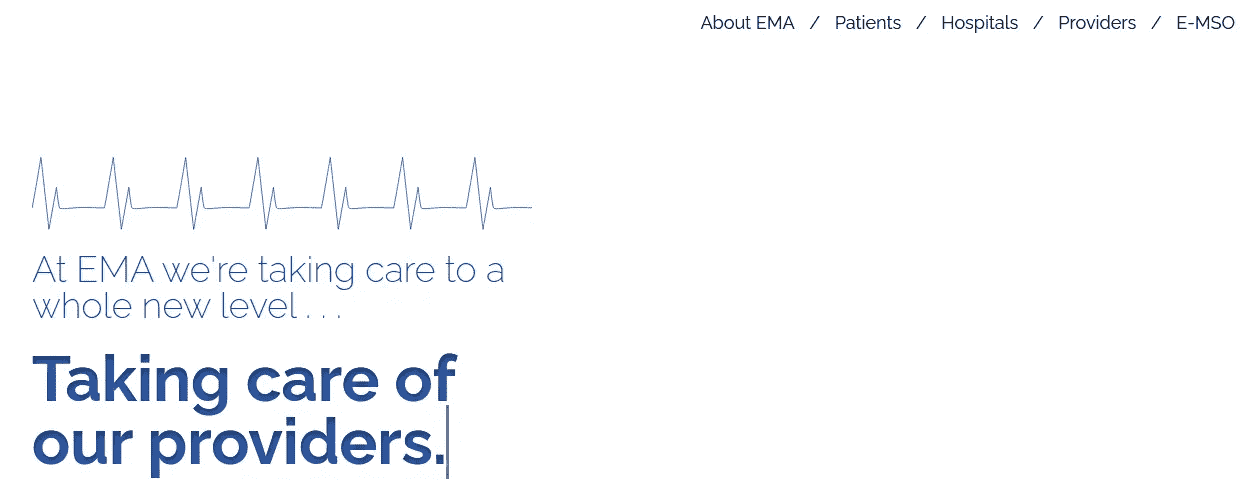 About EMA / Patients / Hospitals / Providers / E-MSO
At EMA we're taking care to a
whole new level . . .
Taking care of
our providers.